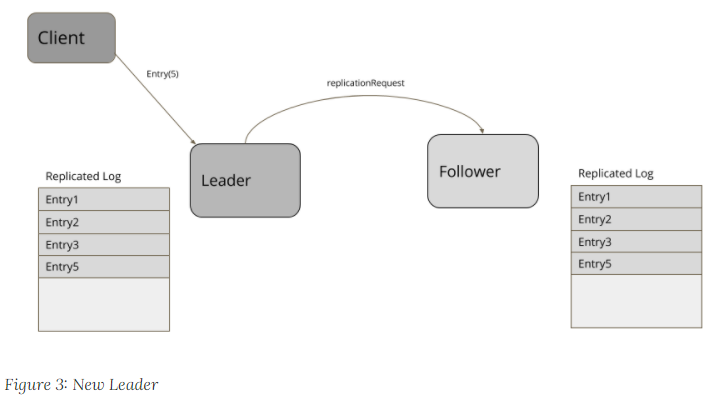 Client
Entry(5)
replicationRequest
Leader
Follower
Replicated Log
Entry1
Entry2
Entry3
Entry5
Replicated Log
Entry1
Entry2
Entry3
Entry5
Figure 3: New Leader